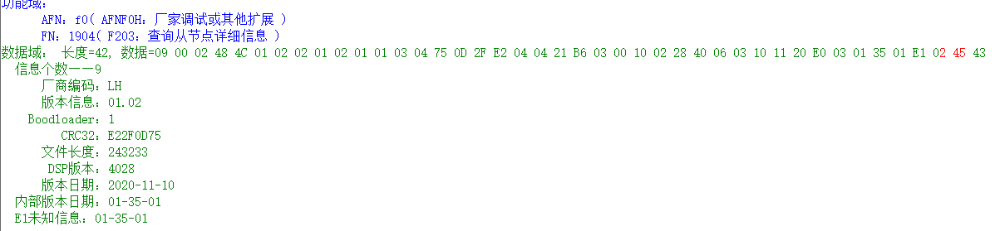 功能域:
AFN: f0( AFNF0H: 厂家调试或其他扩展 )
FN: 1904( F203: 查询从节点详细信息 )
数据域: 长度=42, 数据=09 00 02 48 4C 01 02 02 01 02 01 01 03 04 75 0D 2F E2 04 04 21 B6 03 00 10 02 28 40 06 03 10 11 20 E0 03 01 35 01 E1 02 45 43
信息个数——9
厂商编码: LH
版本信息: 01.02
Boodloader: 1
CRC32: E22F0D75
文件长度: 243233
DSP版本: 4028
版本日期: 2020-11-10
内部版本日期: 01-35-01
E1未知信息: 01-35-01